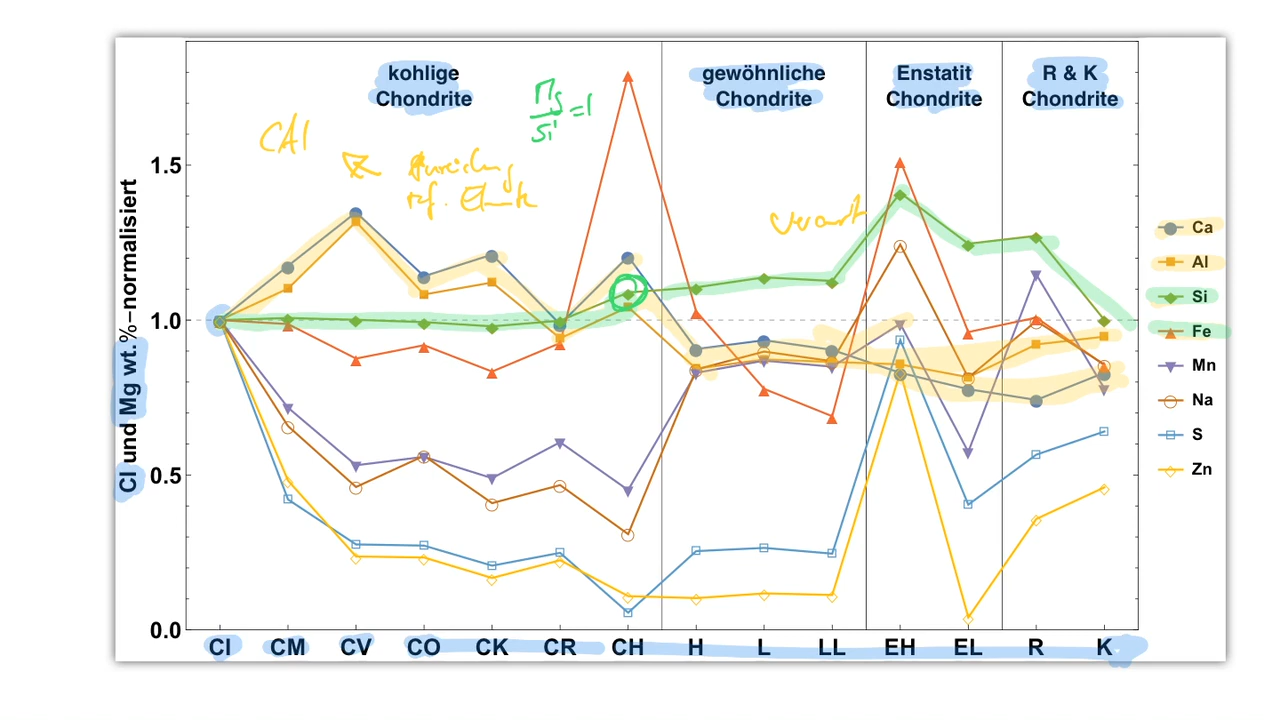 kohlige
Chondrite
gewöhnliche
Chondrite
Enstatit
Chondrite
R & K
Chondrite
CAI
Mg
Si
=1
verarmt
CI und Mg wt.%–normalisiert
1.5
1.0
0.5
0.0
CI CM CV CO CK CR CH H L LL EH EL R K
Ca
Al
Si
Fe
Mn
Na
S
Zn